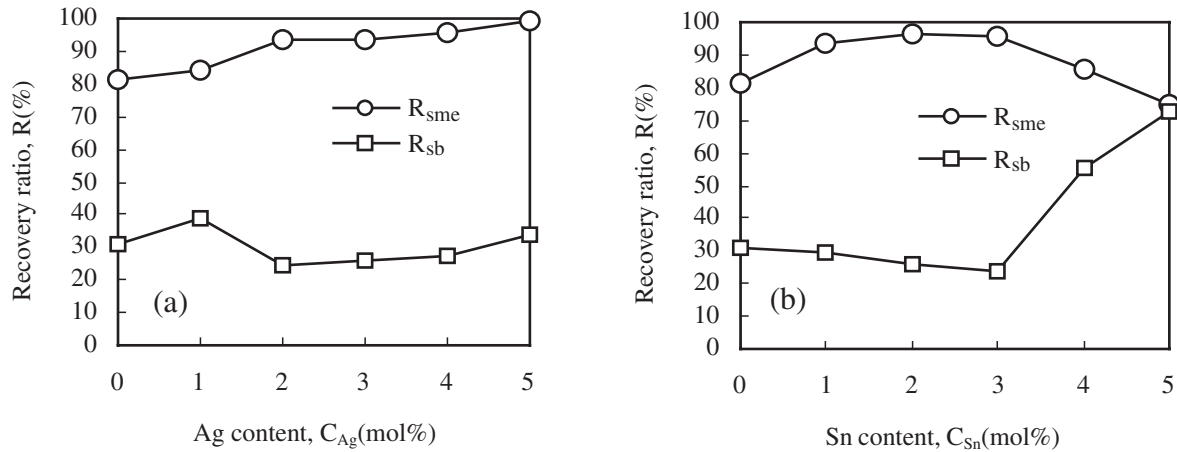 100
90
80
70
60
50
40
30
20
10
0
Recovery ratio, R(%)
R_sme
R_sb
(a)
0 1 2 3 4 5
Ag content, C_Ag(mol%)
100
90
80
70
60
50
40
30
20
10
0
Recovery ratio, R(%)
R_sme
R_sb
(b)
0 1 2 3 4 5
Sn content, C_Sn(mol%)